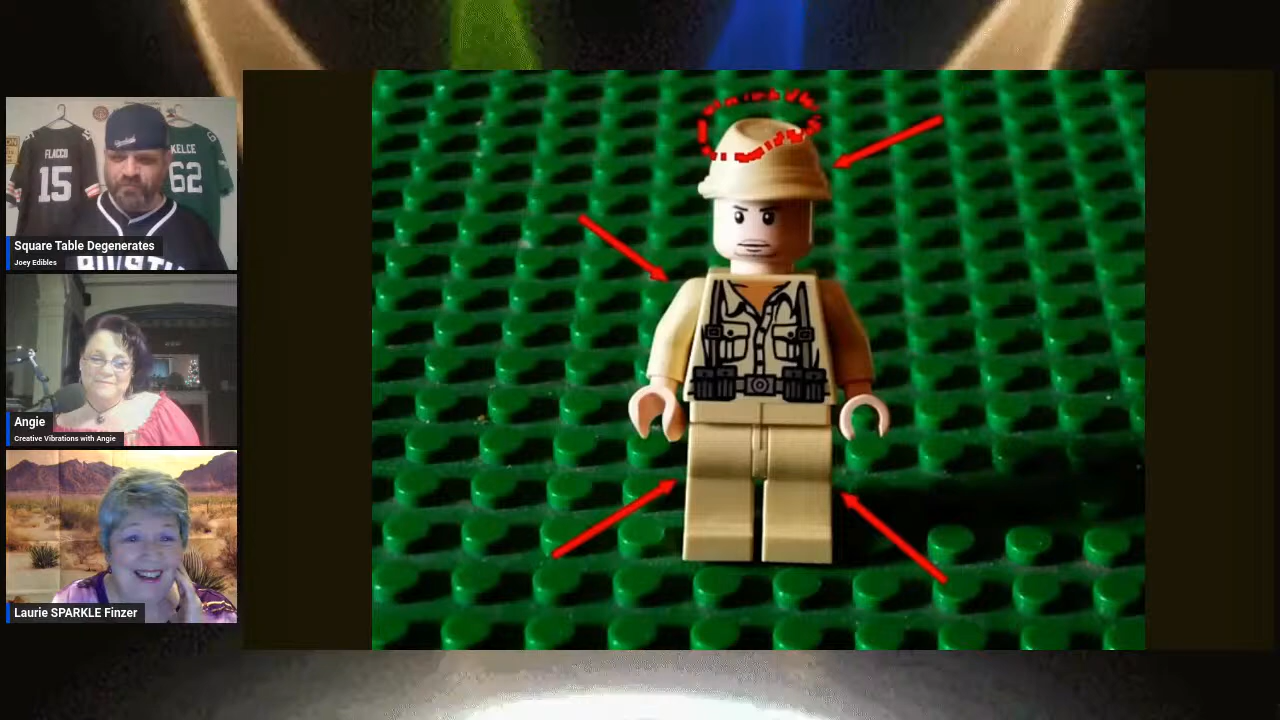 FLACCO
15
KELCE
62
Square Table Degenerates
Joey Edibles
Angie
Creative Vibrations with Angie
Laurie SPARKLE Finzer